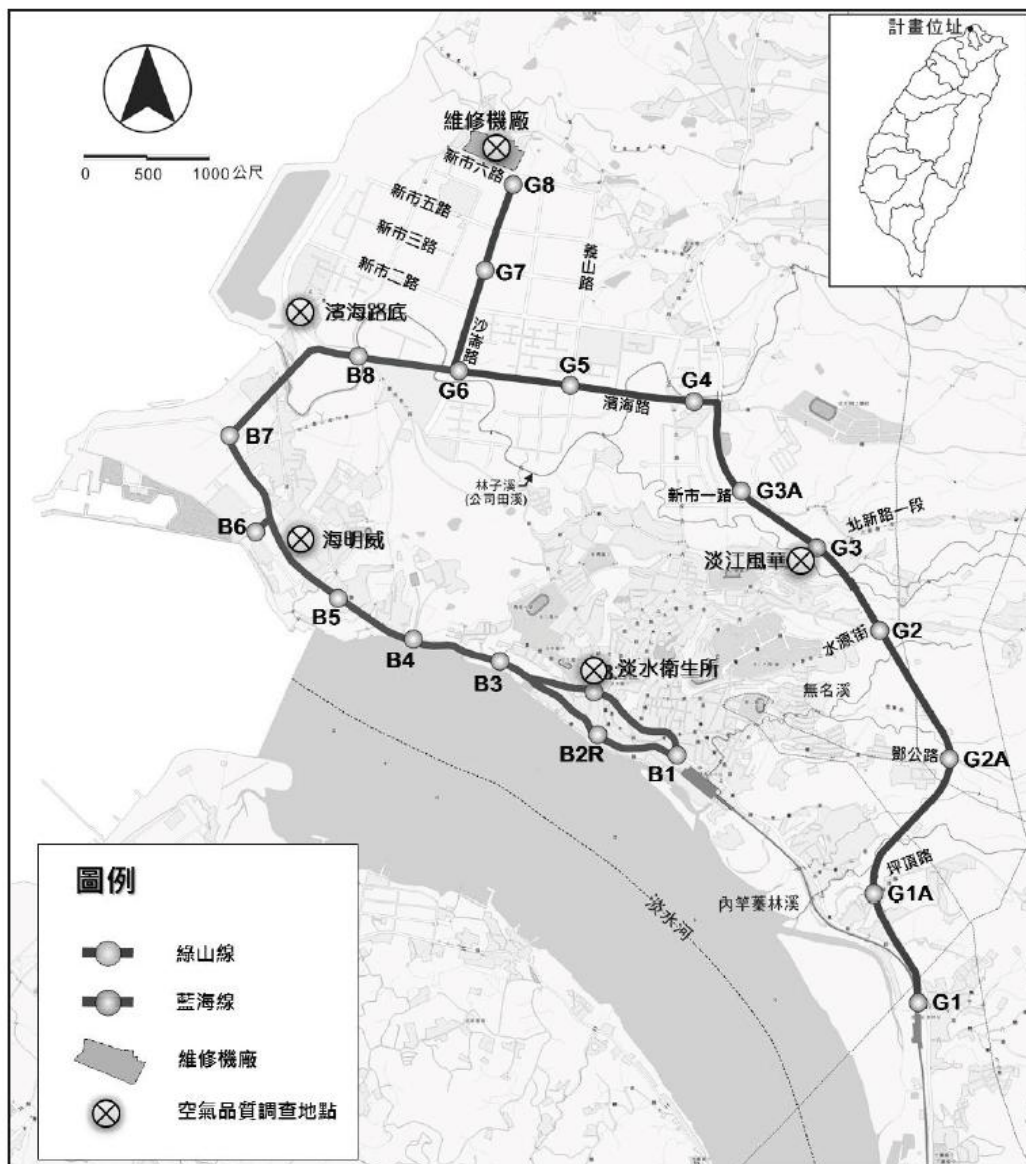 計畫位址
0 500 1000公尺
維修機廠
新市六路
G8
新市五路
新市三路
新市二路
G7
義山路
沙崙路
濱海路底
B8
G6
G5
G4
濱海路
B7
林子溪
(公司田溪)
新市一路
G3A
北新路一段
B6
海明威
淡江風華
G3
B5
水源街
G2
B4
B3
淡水衛生所
無名溪
B2R
B1
鄧公路
G2A
坪頂路
G1A
內竿蓁林溪
淡水河
G1
圖例
綠山線
藍海線
維修機廠
空氣品質調查地點